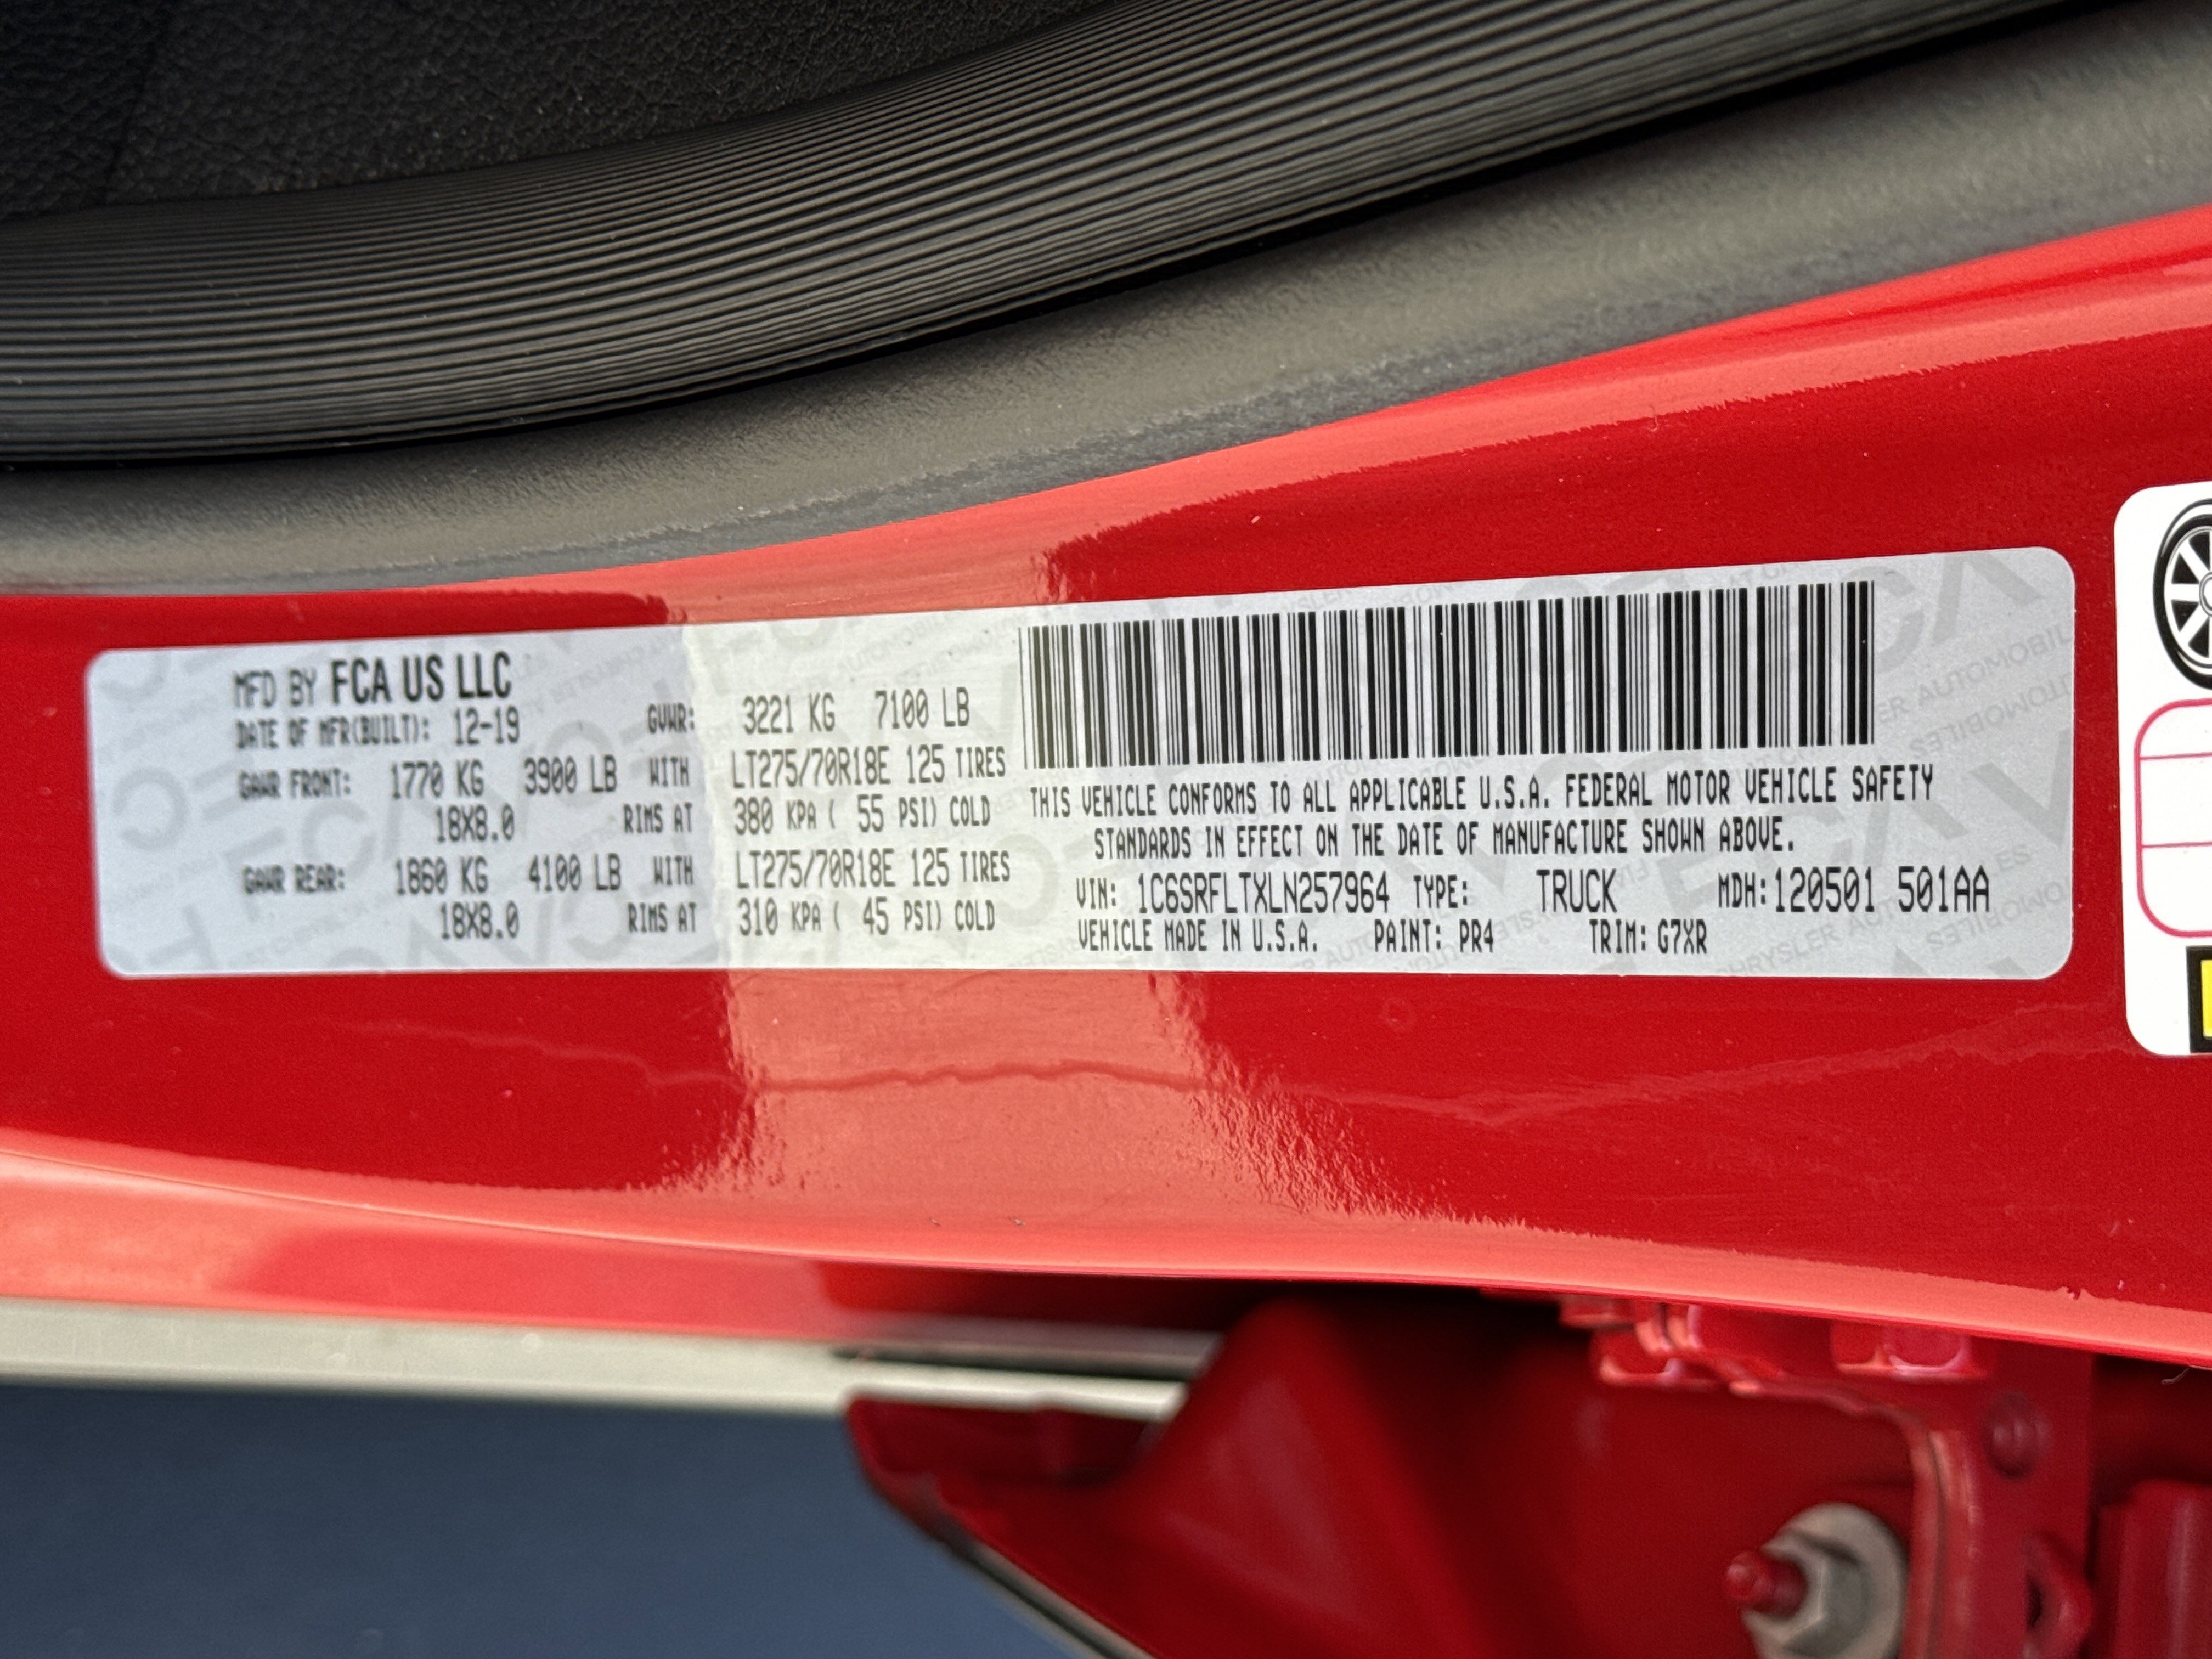 MFD BY FCA US LLC
DATE OF MFR(BUILT): 12-19 GVWR: 3221 KG 7100 LB
GAWR FRONT: 1770 KG 3900 LB WITH LT275/70R18E 125 TIRES
18X8.0 RIMS AT 380 KPA ( 55 PSI) COLD
GAWR REAR: 1860 KG 4100 LB WITH LT275/70R18E 125 TIRES
18X8.0 RIMS AT 310 KPA ( 45 PSI) COLD
THIS VEHICLE CONFORMS TO ALL APPLICABLE U.S.A. FEDERAL MOTOR VEHICLE SAFETY
STANDARDS IN EFFECT ON THE DATE OF MANUFACTURE SHOWN ABOVE.
VIN: 1C6SRFLTXLN257964 TYPE: TRUCK MDH:120501 501AA
VEHICLE MADE IN U.S.A. PAINT: PR4 TRIM: G7XR